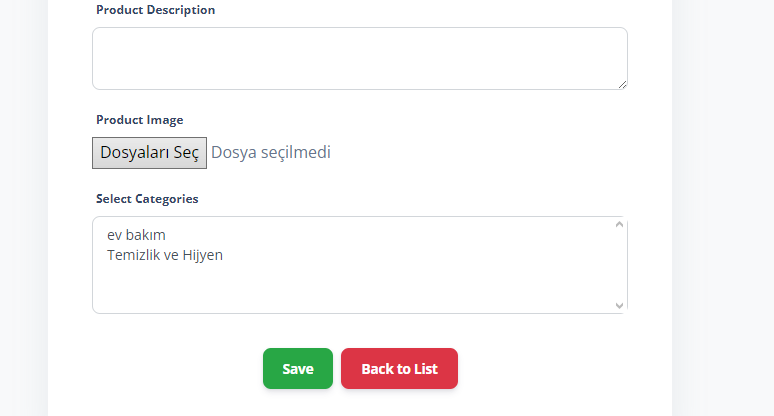 Product Description
Product Image
Dosyaları Seç Dosya seçilmedi
Select Categories
ev bakım
Temizlik ve Hijyen
Save Back to List